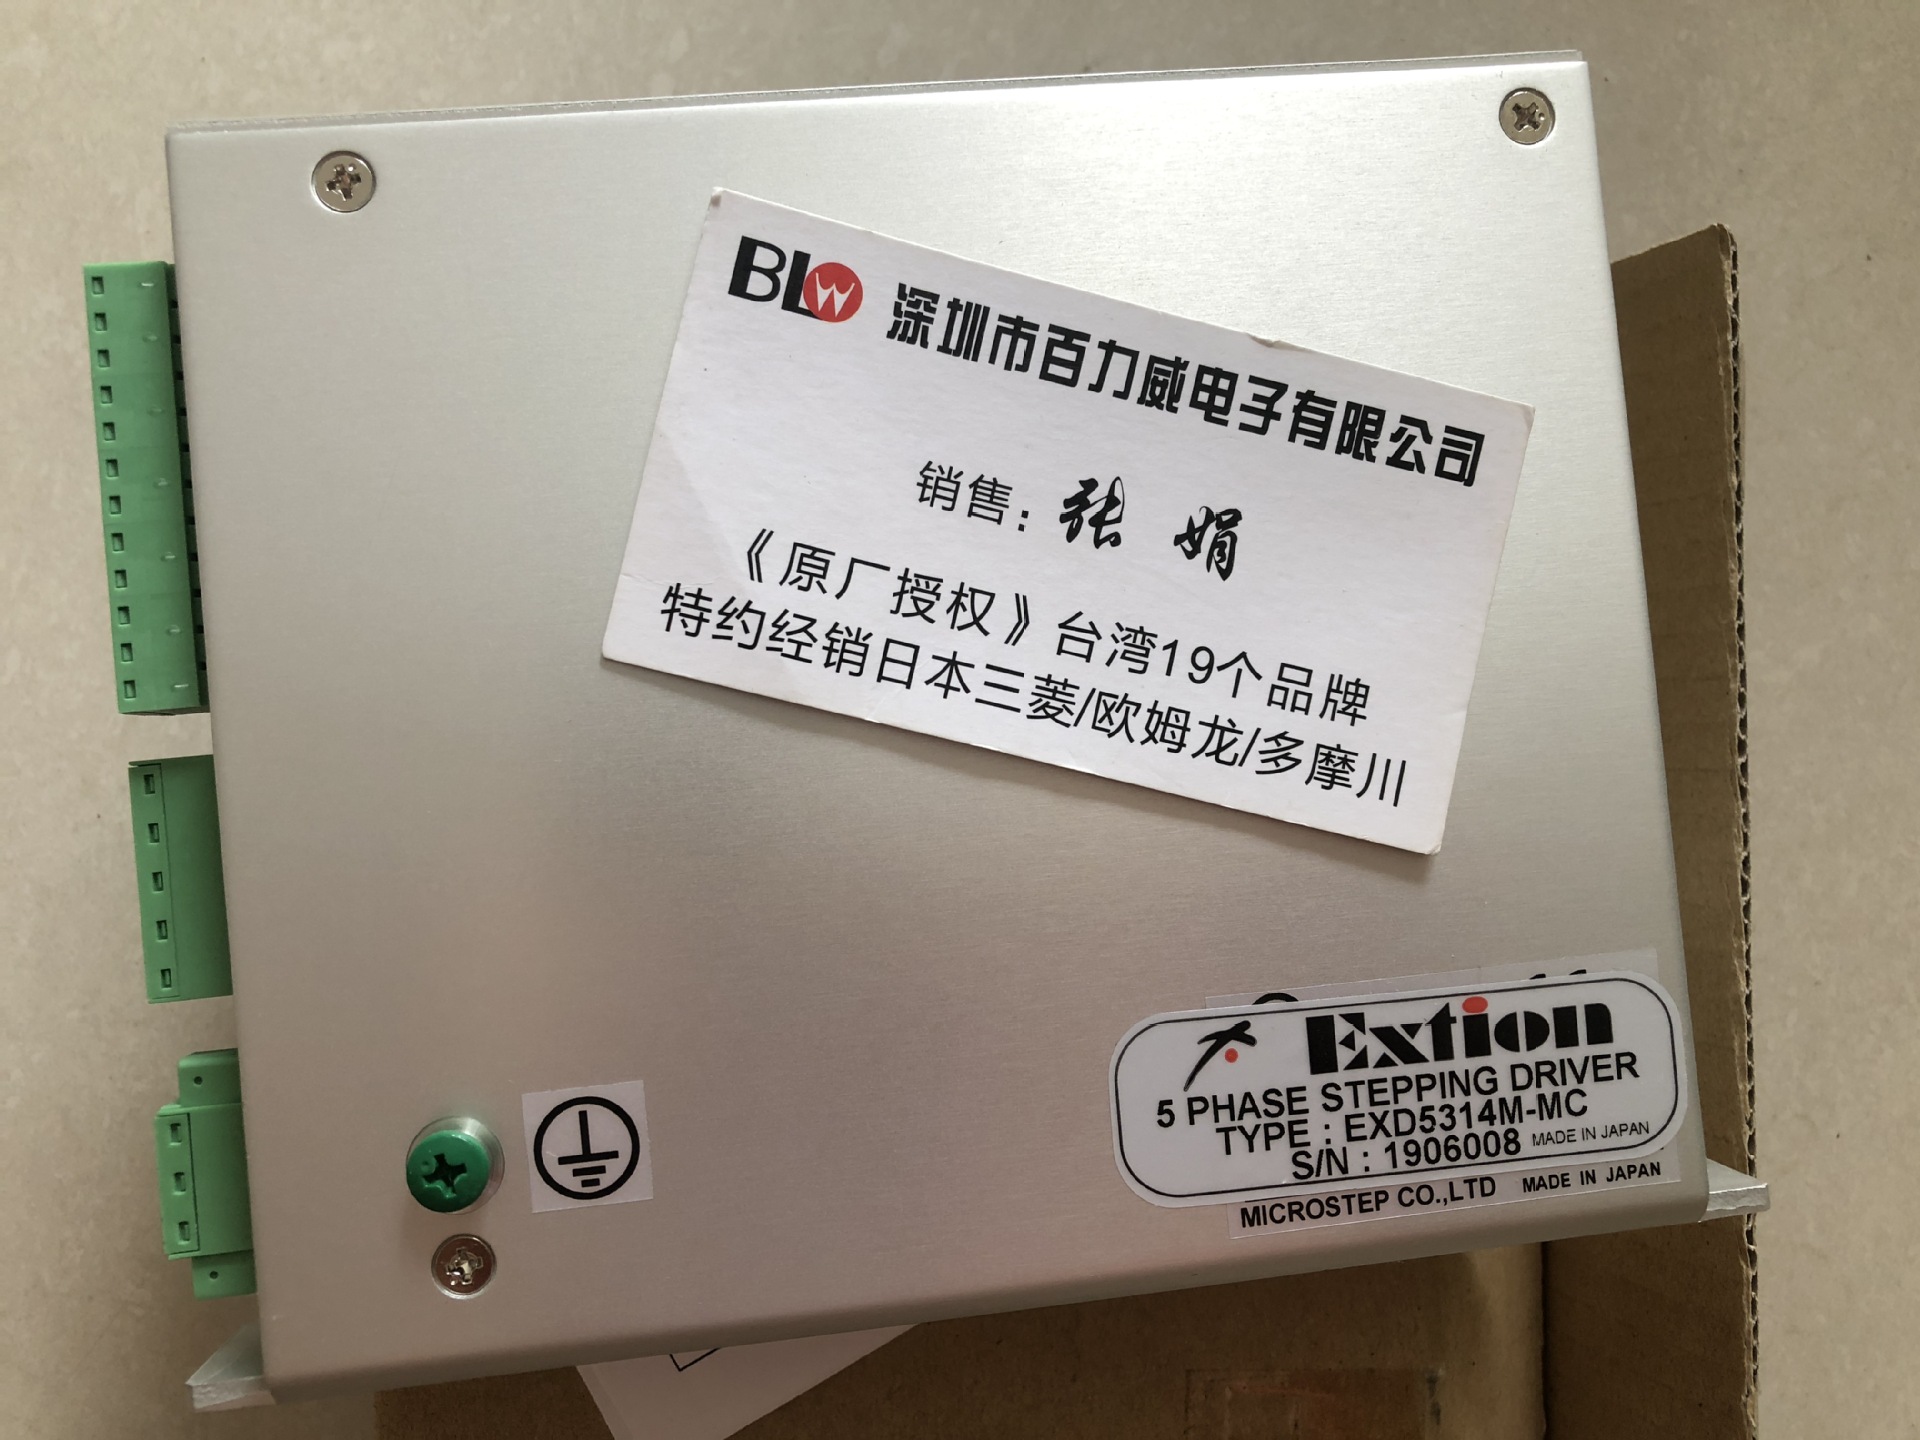 BLW 深圳市百力威电子有限公司
销售：张 娟
《原厂授权》台湾19个品牌
特约经销日本三菱/欧姆龙/多摩川
Extion
5 PHASE STEPPING DRIVER
TYPE : EXD5314M-MC
S/N : 1906008 MADE IN JAPAN
MICROSTEP CO.,LTD MADE IN JAPAN